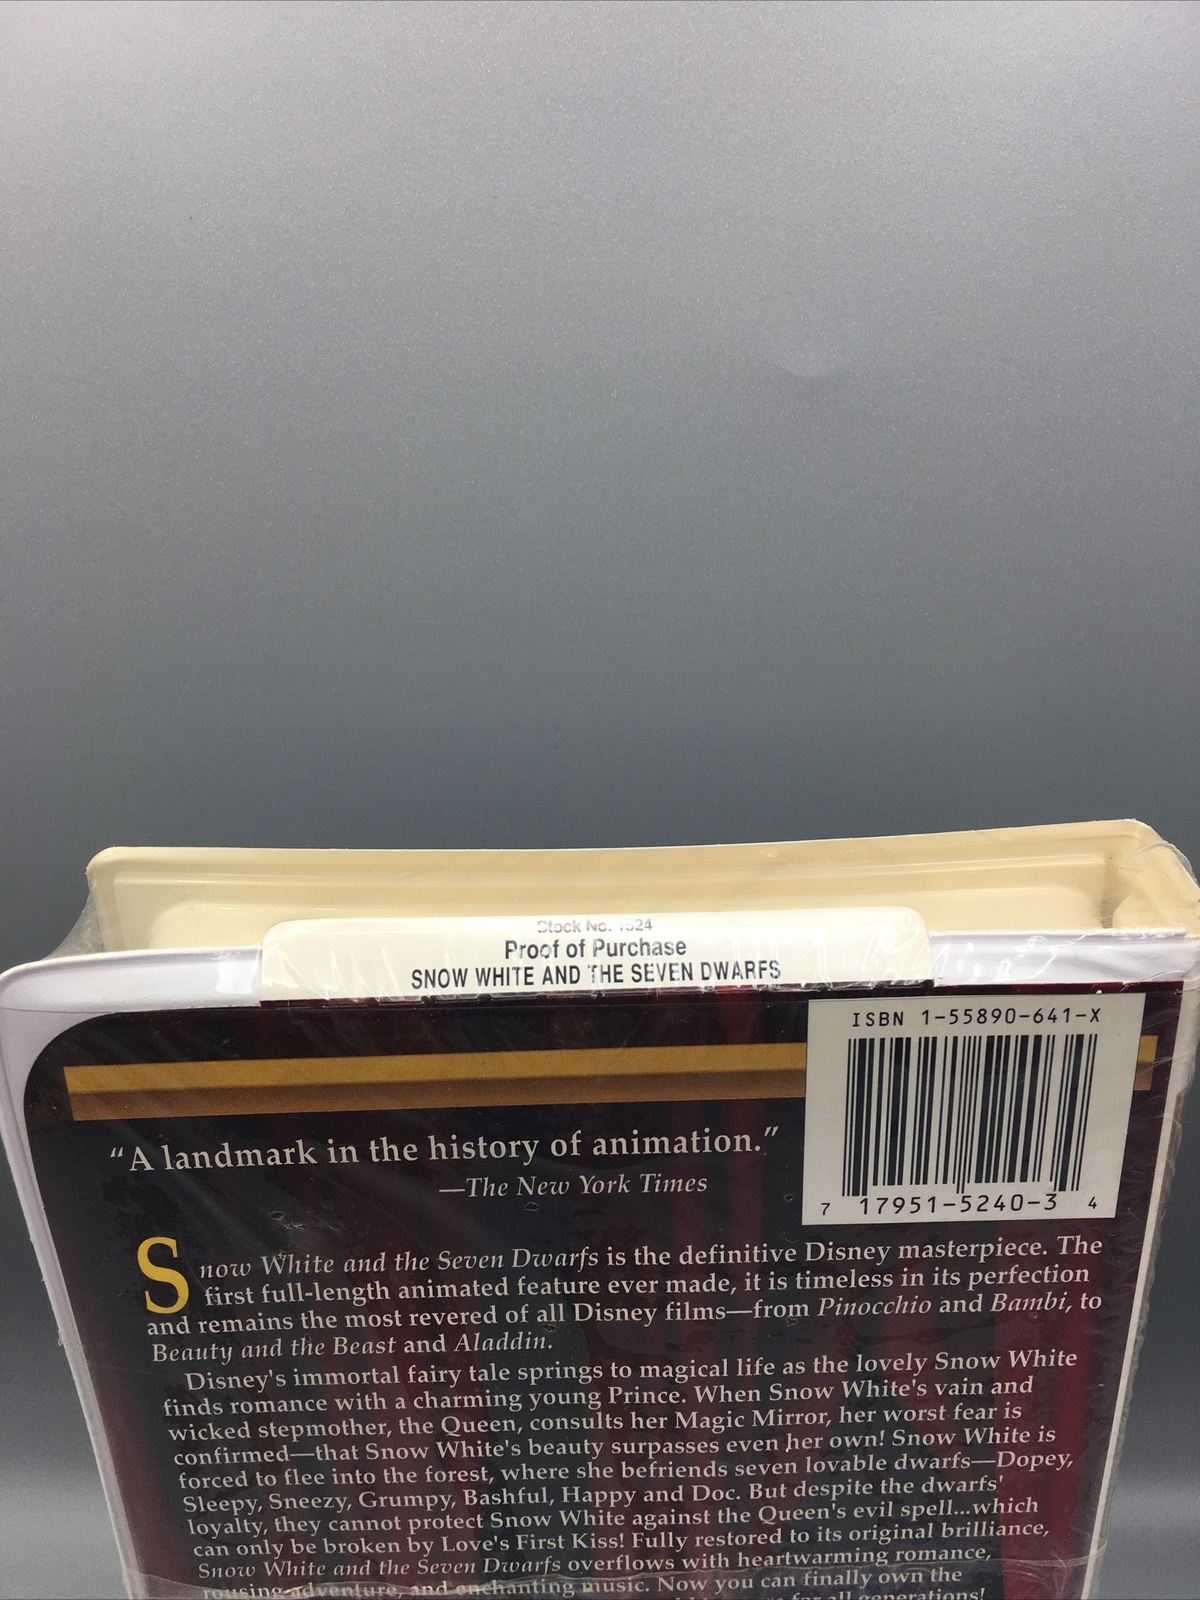 Stock No. 1524
Proof of Purchase
SNOW WHITE AND THE SEVEN DWARFS
ISBN 1-55890-641-X
7 17951-5240-3 4
“A landmark in the history of animation.”
—The New York Times
Snow White and the Seven Dwarfs is the definitive Disney masterpiece. The
first full-length animated feature ever made, it is timeless in its perfection
and remains the most revered of all Disney films—from Pinocchio and Bambi, to
Beauty and the Beast and Aladdin.
Disney's immortal fairy tale springs to magical life as the lovely Snow White
finds romance with a charming young Prince. When Snow White's vain and
wicked stepmother, the Queen, consults her Magic Mirror, her worst fear is
confirmed—that Snow White's beauty surpasses even her own! Snow White is
forced to flee into the forest, where she befriends seven lovable dwarfs—Dopey,
Sleepy, Sneezy, Grumpy, Bashful, Happy and Doc. But despite the dwarfs'
loyalty, they cannot protect Snow White against the Queen's evil spell...which
can only be broken by Love's First Kiss! Fully restored to its original brilliance,
Snow White and the Seven Dwarfs overflows with heartwarming romance,
rousing adventure, and enchanting music. Now you can finally own the
for all generations!